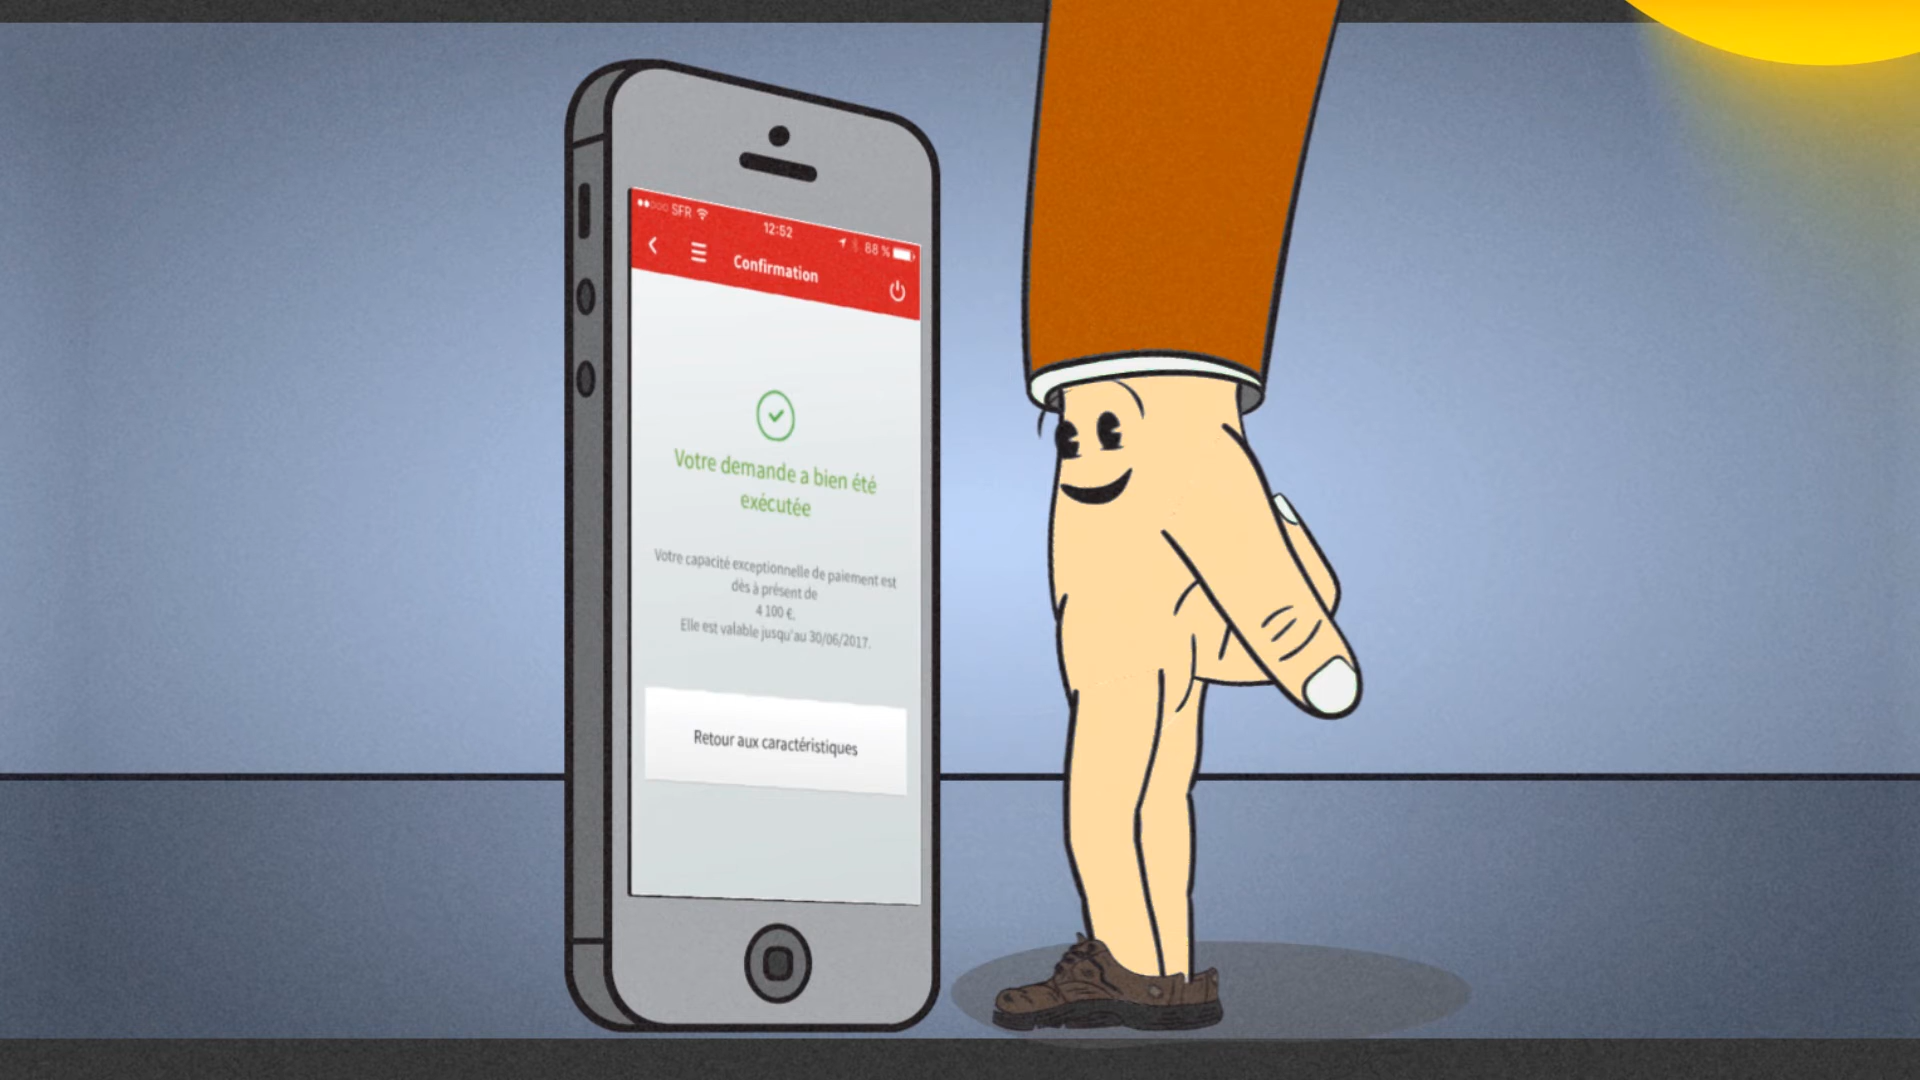 SFR
12:52
88 %
Confirmation
Votre demande a bien été
exécutée
Votre capacité exceptionnelle de paiement est
dès à présent de
4 100 €.
Elle est valable jusqu'au 30/06/2017.
Retour aux caractéristiques